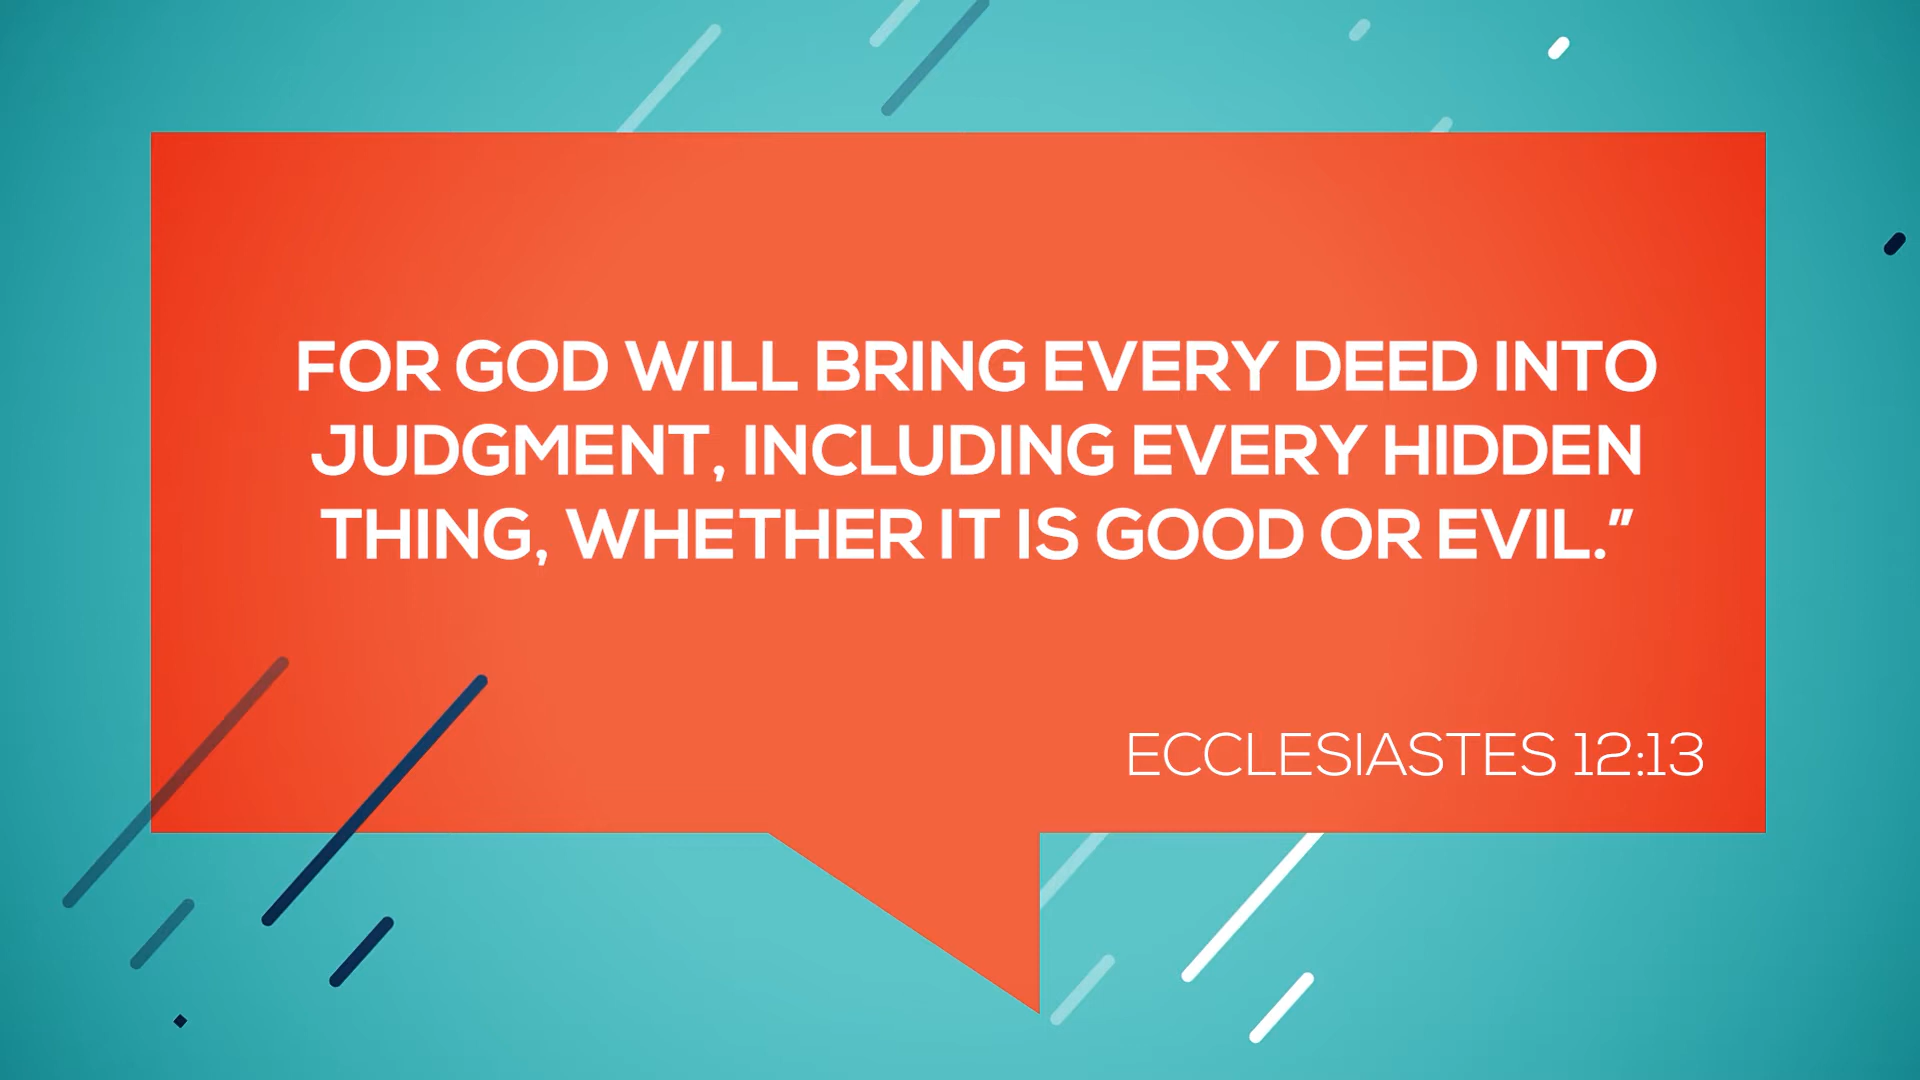 FOR GOD WILL BRING EVERY DEED INTO
JUDGMENT, INCLUDING EVERY HIDDEN
THING, WHETHER IT IS GOOD OR EVIL.”
ECCLESIASTES 12:13